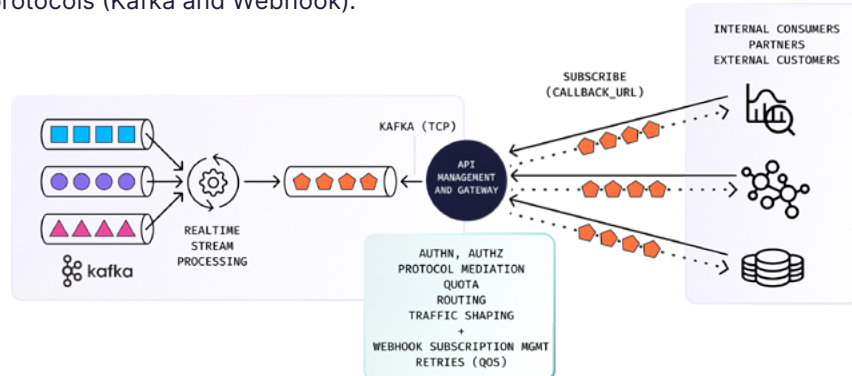 rotocols (Kafka and Webhook).
INTERNAL CONSUMERS
PARTNERS
EXTERNAL CUSTOMERS
SUBSCRIBE
(CALLBACK_URL)
KAFKA (TCP)
API
MANAGEMENT
AND GATEWAY
REALTIME
STREAM
PROCESSING
kafka
AUTHN, AUTHZ
PROTOCOL MEDIATION
QUOTA
ROUTING
TRAFFIC SHAPING
+
WEBHOOK SUBSCRIPTION MGMT
RETRIES (QOS)